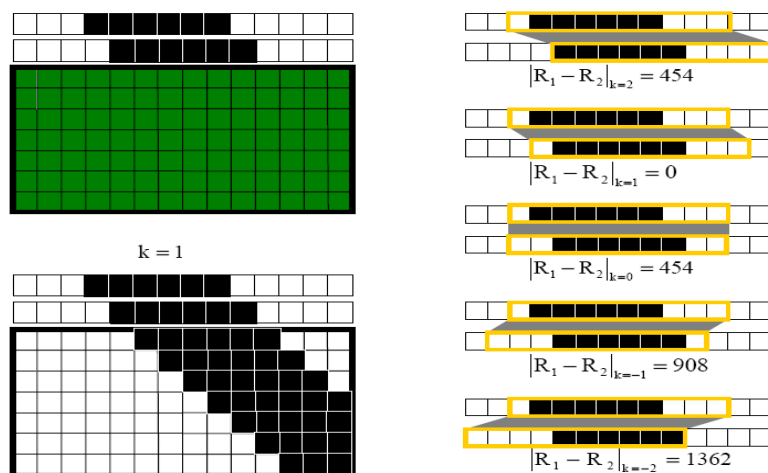 |R₁ − R₂|ₖ₌₂ = 454
|R₁ − R₂|ₖ₌₁ = 0
k = 1
|R₁ − R₂|ₖ₌₀ = 454
|R₁ − R₂|ₖ₌₋₁ = 908
|R₁ − R₂|ₖ₌₋₂ = 1362